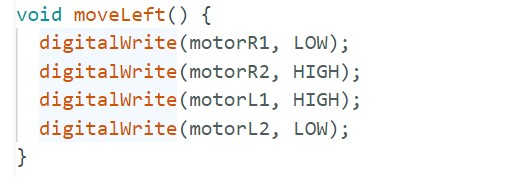 void moveLeft() {
  digitalWrite(motorR1, LOW);
  digitalWrite(motorR2, HIGH);
  digitalWrite(motorL1, HIGH);
  digitalWrite(motorL2, LOW);
}